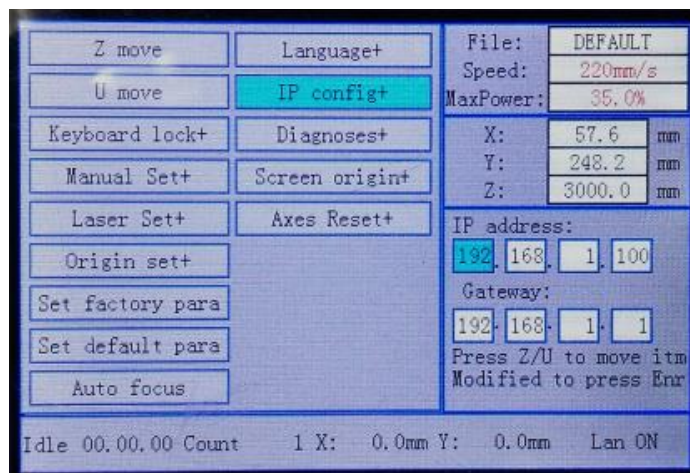 Z move
U move
Keyboard lock+
Manual Set+
Laser Set+
Origin set+
Set factory para
Set default para
Auto focus
Language+
IP config+
Diagnoses+
Screen origin+
Axes Reset+
File: DEFAULT
Speed: 220mm/s
MaxPower: 35.0%
X: 57.6 mm
Y: 248.2 mm
Z: 3000.0 mm
IP address:
192. 168. 1. 100
Gateway:
192. 168. 1. 1
Press Z/U to move itm
Modified to press Enr
Idle 00.00.00 Count 1 X: 0.0mm Y: 0.0mm Lan ON